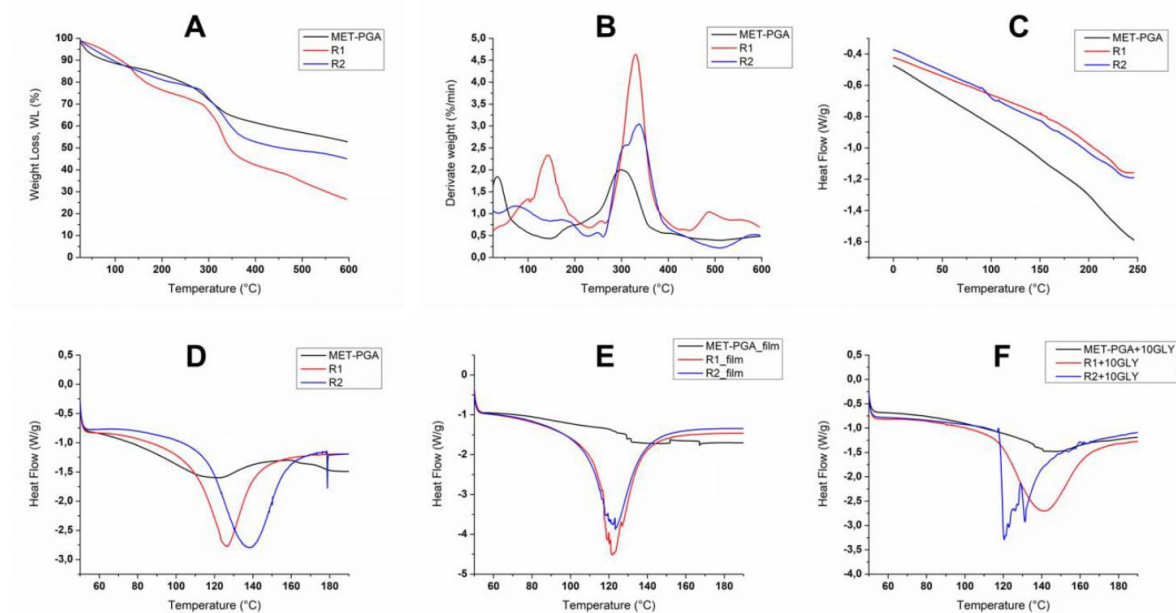 A
MET-PGA
R1
R2
100
90
80
70
60
50
40
30
20
10
0
100 200 300 400 500 600
Weight Loss, WL (%)
Temperature (°C)
B
MET-PGA
R1
R2
5,0
4,5
4,0
3,5
3,0
2,5
2,0
1,5
1,0
0,5
0,0
100 200 300 400 500 600
Derivate weight (%/min)
Temperature (°C)
C
MET-PGA
R1
R2
-0,4
-0,6
-0,8
-1,0
-1,2
-1,4
-1,6
0 50 100 150 200 250
Heat Flow (W/g)
Temperature (°C)
D
MET-PGA
R1
R2
0,5
0,0
-0,5
-1,0
-1,5
-2,0
-2,5
-3,0
60 80 100 120 140 160 180
Heat Flow (W/g)
Temperature (°C)
E
MET-PGA_film
R1_film
R2_film
0
-1
-2
-3
-4
-5
60 80 100 120 140 160 180
Heat Flow (W/g)
Temperature (°C)
F
MET-PGA+10GLY
R1+10GLY
R2+10GLY
0,5
0,0
-0,5
-1,0
-1,5
-2,0
-2,5
-3,0
-3,5
-4,0
60 80 100 120 140 160 180
Heat Flow (W/g)
Temperature (°C)